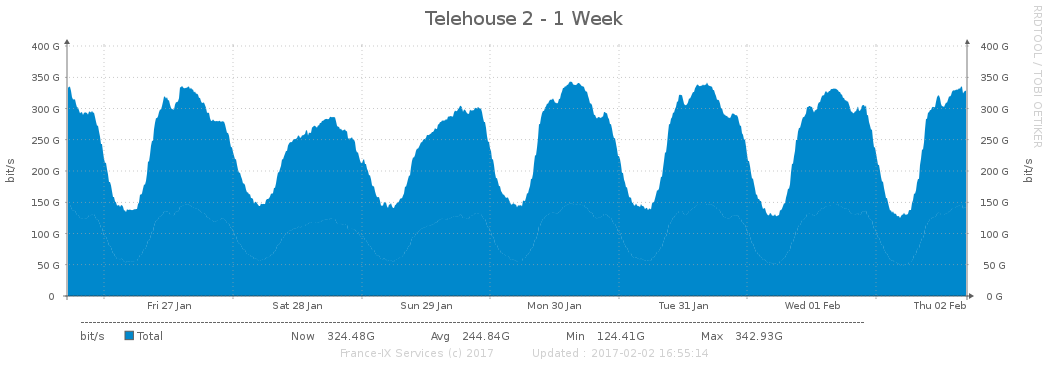 Telehouse 2 - 1 Week
RRDTOOL / TOBI OETIKER
400 G 400 G
350 G 350 G
300 G 300 G
250 G 250 G
200 G 200 G
150 G 150 G
100 G 100 G
50 G 50 G
0 0 G
bit/s
bit/s
Fri 27 Jan Sat 28 Jan Sun 29 Jan Mon 30 Jan Tue 31 Jan Wed 01 Feb Thu 02 Feb
bit/s Total Now 324.48G Avg 244.84G Min 124.41G Max 342.93G
France-IX Services (c) 2017 Updated : 2017-02-02 16:55:14